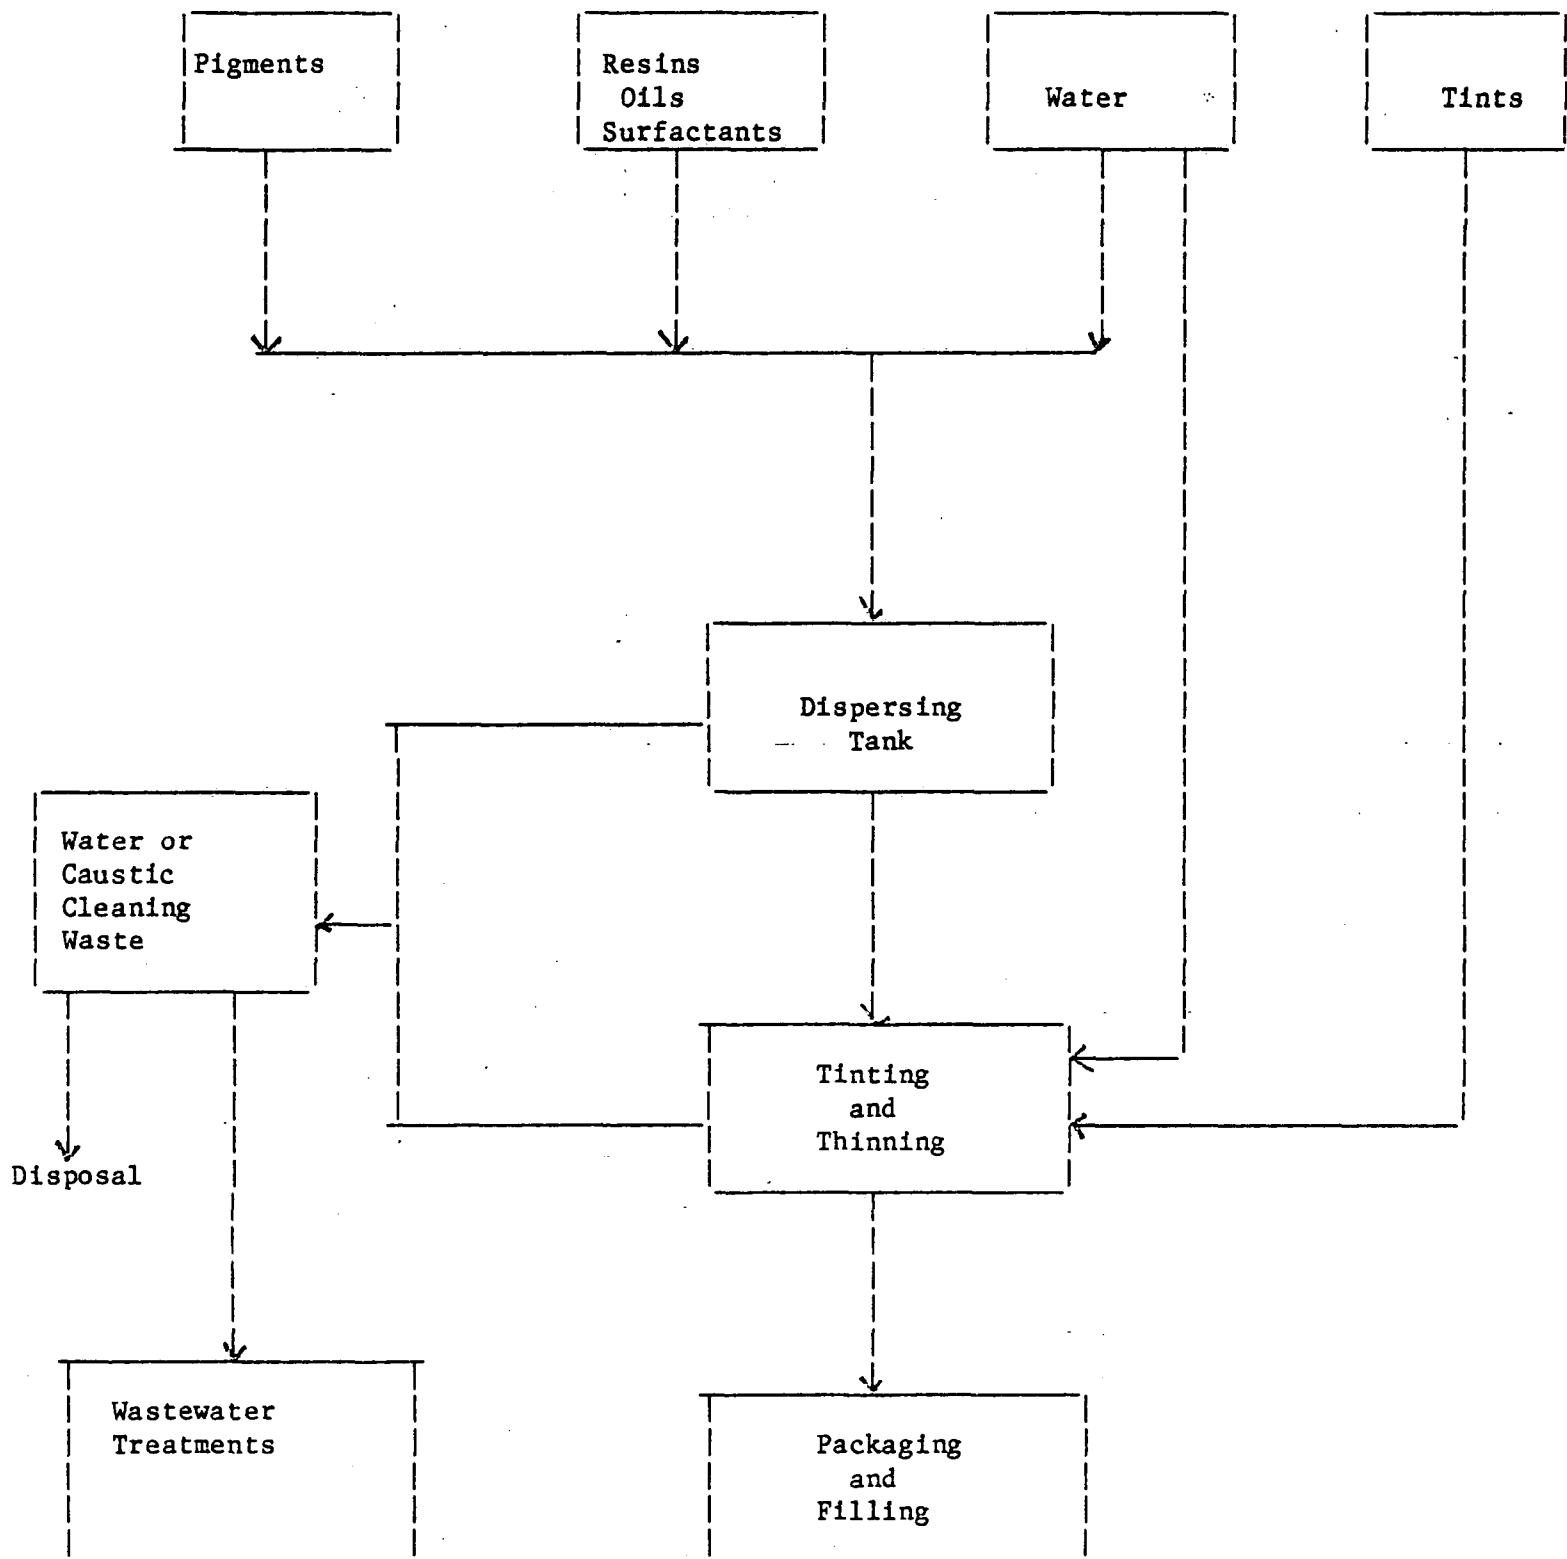 Pigments
Resins
Oils
Surfactants
Water
Tints
Dispersing
Tank
Water or
Caustic
Cleaning
Waste
Tinting
and
Thinning
Disposal
Wastewater
Treatments
Packaging
and
Filling